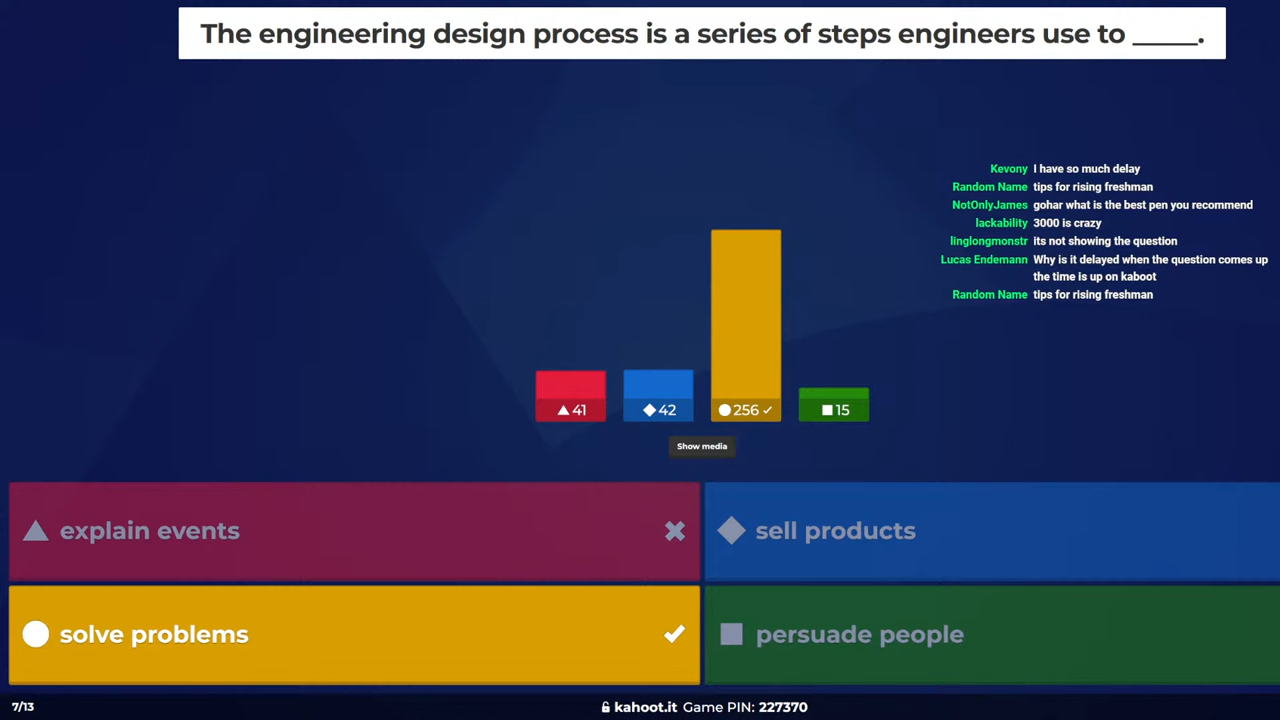 The engineering design process is a series of steps engineers use to _____.
Kevony I have so much delay
Random Name tips for rising freshman
NotOnlyJames gohar what is the best pen you recommend
lackability 3000 is crazy
linglongmonstr its not showing the question
Lucas Endemann Why is it delayed when the question comes up
the time is up on kaboot
Random Name tips for rising freshman
41
42
256
15
Show media
explain events
sell products
solve problems
persuade people
7/13
kahoot.it Game PIN: 227370